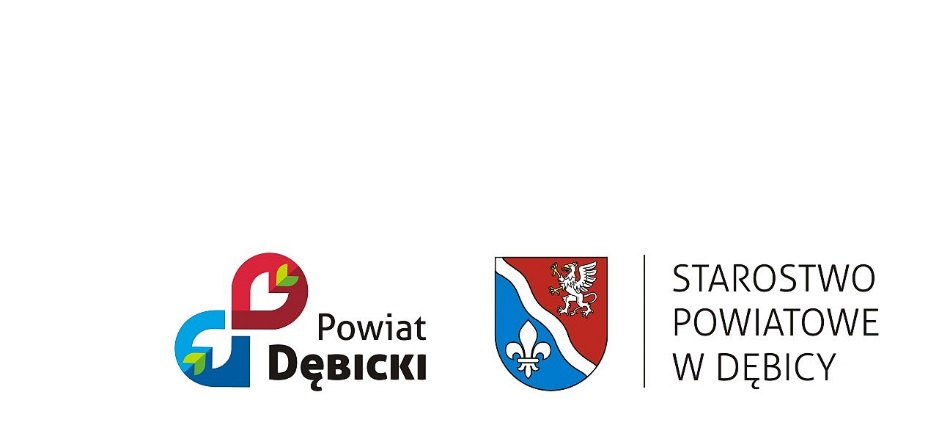 Powiat
DĘBICKI
STAROSTWO
POWIATOWE
W DĘBICY